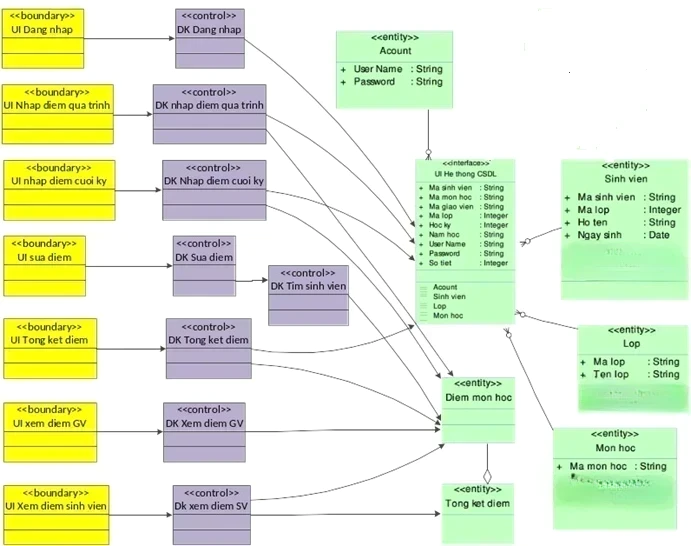 <<boundary>>
UI Dang nhap
<<control>>
DK Dang nhap
<<entity>>
Acount
+ User Name : String
+ Password : String
<<boundary>>
UI Nhap diem qua trinh
<<control>>
DK nhap diem qua trinh
<<boundary>>
UI nhap diem cuoi ky
<<control>>
DK Nhap diem cuoi ky
<<interface>>
UI He thong CSDL
+ Ma sinh vien : String
+ Ma mon hoc : String
+ Ma giao vien : String
+ Ma lop : Integer
+ Hoc ky : Integer
+ Nam hoc : String
+ User Name : String
+ Password : String
+ So tiet : Integer
Acount
Sinh vien
Lop
Mon hoc
<<entity>>
Sinh vien
+ Ma sinh vien : String
+ Ma lop : Integer
+ Ho ten : String
+ Ngay sinh : Date
<<boundary>>
UI sua diem
<<control>>
DK Sua diem
<<control>>
DK Tim sinh vien
<<boundary>>
UI Tong ket diem
<<control>>
DK Tong ket diem
<<entity>>
Lop
+ Ma lop : String
+ Ten lop : String
<<entity>>
Diem mon hoc
<<boundary>>
UI xem diem GV
<<control>>
DK Xem diem GV
<<entity>>
Mon hoc
+ Ma mon hoc : String
<<boundary>>
UI Xem diem sinh vien
<<control>>
Dk xem diem SV
<<entity>>
Tong ket diem